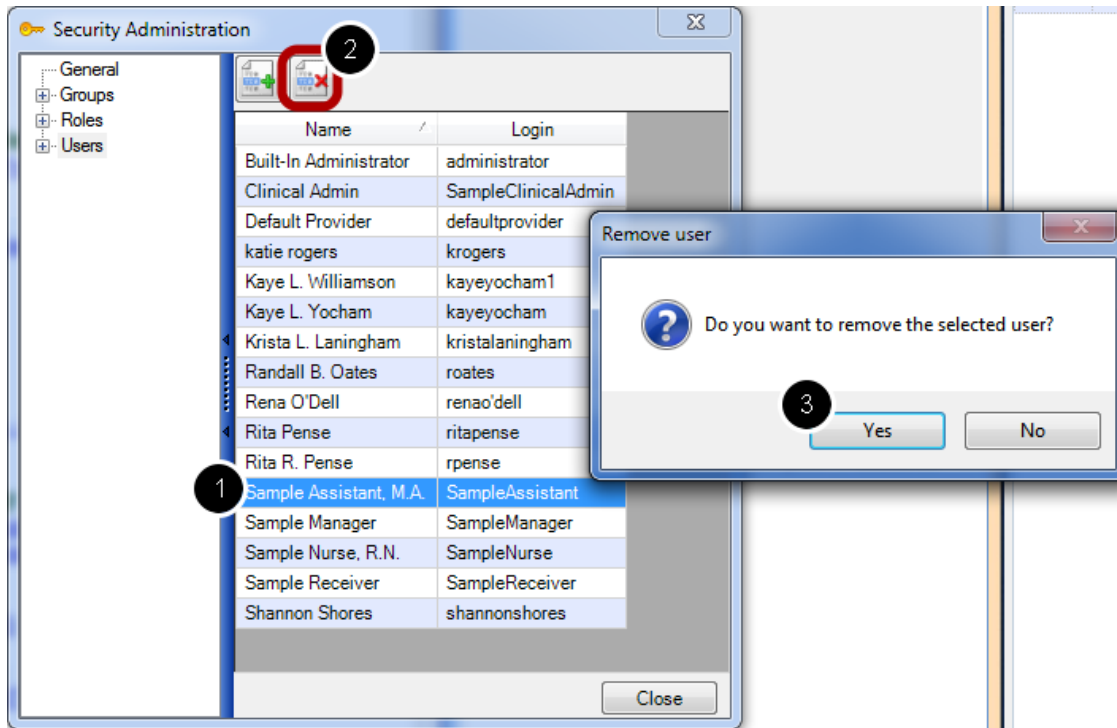 Security Administration
2
General
Groups
Roles
Users
Name Login
Built-In Administrator administrator
Clinical Admin SampleClinicalAdmin
Default Provider defaultprovider
katie rogers krogers
Kaye L. Williamson kayeyocham1
Kaye L. Yocham kayeyocham
Krista L. Laningham kristalaningham
Randall B. Oates roates
Rena O'Dell renao'dell
Rita Pense ritapense
Rita R. Pense rpense
1
Sample Assistant, M.A. SampleAssistant
Sample Manager SampleManager
Sample Nurse, R.N. SampleNurse
Sample Receiver SampleReceiver
Shannon Shores shannonshores
Close
Remove user
Do you want to remove the selected user?
3
Yes No